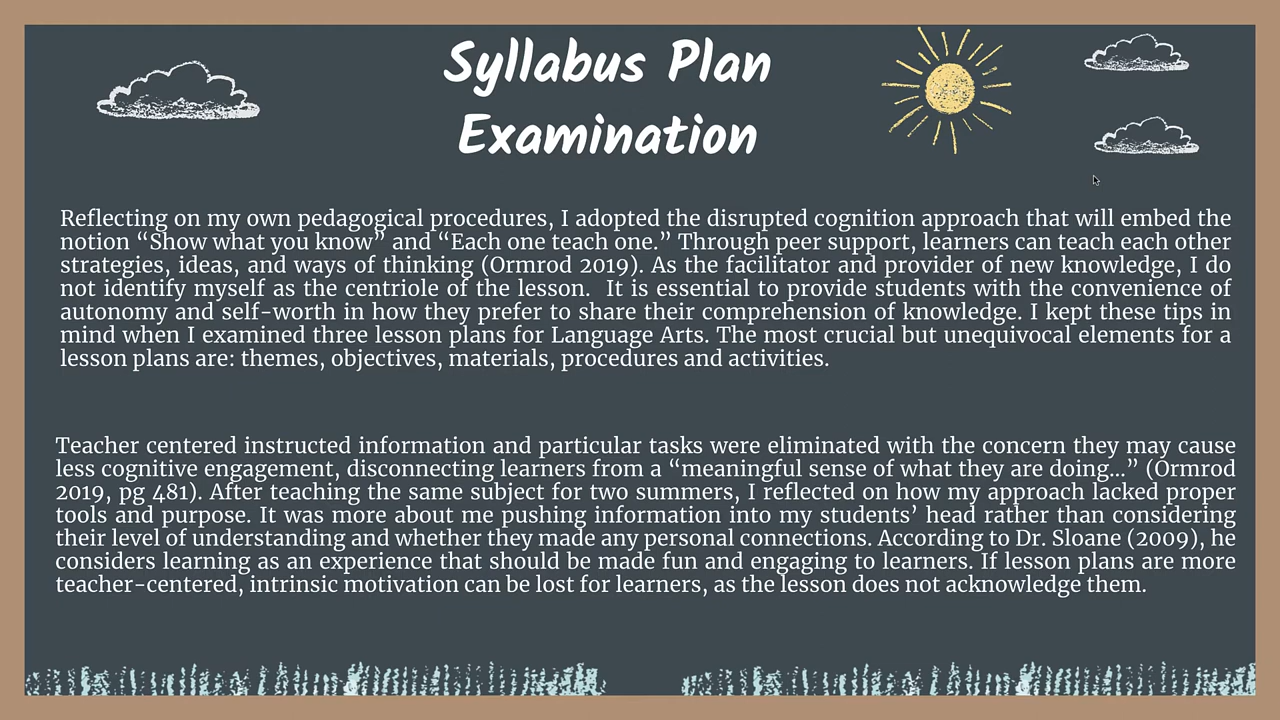 Syllabus Plan
Examination
Reflecting on my own pedagogical procedures, I adopted the disrupted cognition approach that will embed the
notion “Show what you know” and “Each one teach one.” Through peer support, learners can teach each other
strategies, ideas, and ways of thinking (Ormrod 2019). As the facilitator and provider of new knowledge, I do
not identify myself as the centriole of the lesson.  It is essential to provide students with the convenience of
autonomy and self-worth in how they prefer to share their comprehension of knowledge. I kept these tips in
mind when I examined three lesson plans for Language Arts. The most crucial but unequivocal elements for a
lesson plans are: themes, objectives, materials, procedures and activities.
Teacher centered instructed information and particular tasks were eliminated with the concern they may cause
less cognitive engagement, disconnecting learners from a “meaningful sense of what they are doing...” (Ormrod
2019, pg 481). After teaching the same subject for two summers, I reflected on how my approach lacked proper
tools and purpose. It was more about me pushing information into my students’ head rather than considering
their level of understanding and whether they made any personal connections. According to Dr. Sloane (2009), he
considers learning as an experience that should be made fun and engaging to learners. If lesson plans are more
teacher-centered, intrinsic motivation can be lost for learners, as the lesson does not acknowledge them.